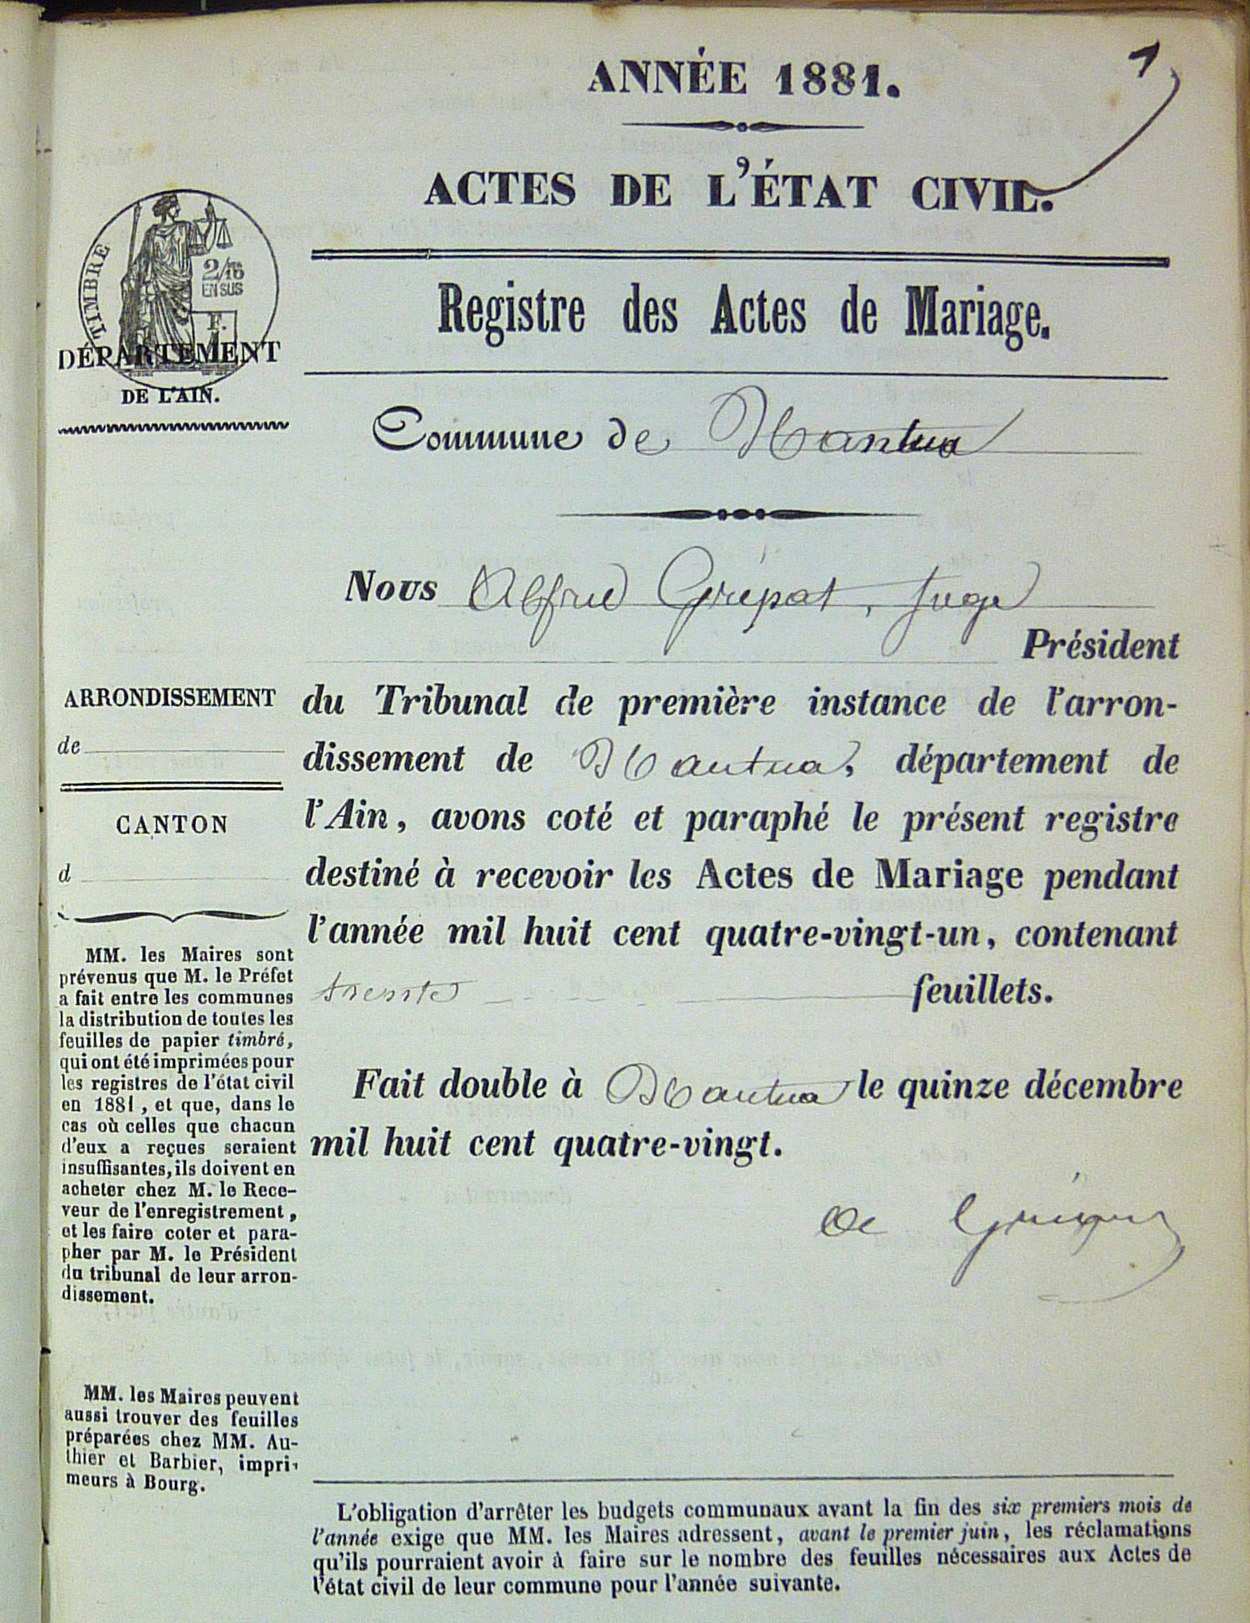 1
ANNÉE 1881.
ACTES DE L'ÉTAT CIVIL.
TIMBRE
2/10
EN SUS
F.
DÉPARTEMENT
DE L'AIN.
Registre des Actes de Mariage.
Commune de Nantua
Nous Alfred Grépat, Juge
Président
du Tribunal de première instance de l'arron-
dissement de Nantua, département de
l'Ain, avons coté et paraphé le présent registre
destiné à recevoir les Actes de Mariage pendant
l'année mil huit cent quatre-vingt-un, contenant
trente feuillets.
Fait double à Nantua le quinze décembre
mil huit cent quatre-vingt.
ARRONDISSEMENT
de
CANTON
d
MM. les Maires sont
prévenus que M. le Préfet
a fait entre les communes
la distribution de toutes les
feuilles de papier timbré,
qui ont été imprimées pour
les registres de l'état civil
en 1881, et que, dans le
cas où celles que chacun
d'eux a reçues seraient
insuffisantes, ils doivent en
acheter chez M. le Rece-
veur de l'enregistrement,
et les faire coter et para-
pher par M. le Président
du tribunal de leur arron-
dissement.
MM. les Maires peuvent
aussi trouver des feuilles
préparées chez MM. Au-
thier et Barbier, impri-
meurs à Bourg.
L'obligation d'arrêter les budgets communaux avant la fin des six premiers mois de
l'année exige que MM. les Maires adressent, avant le premier juin, les réclamations
qu'ils pourraient avoir à faire sur le nombre des feuilles nécessaires aux Actes de
l'état civil de leur commune pour l'année suivante.